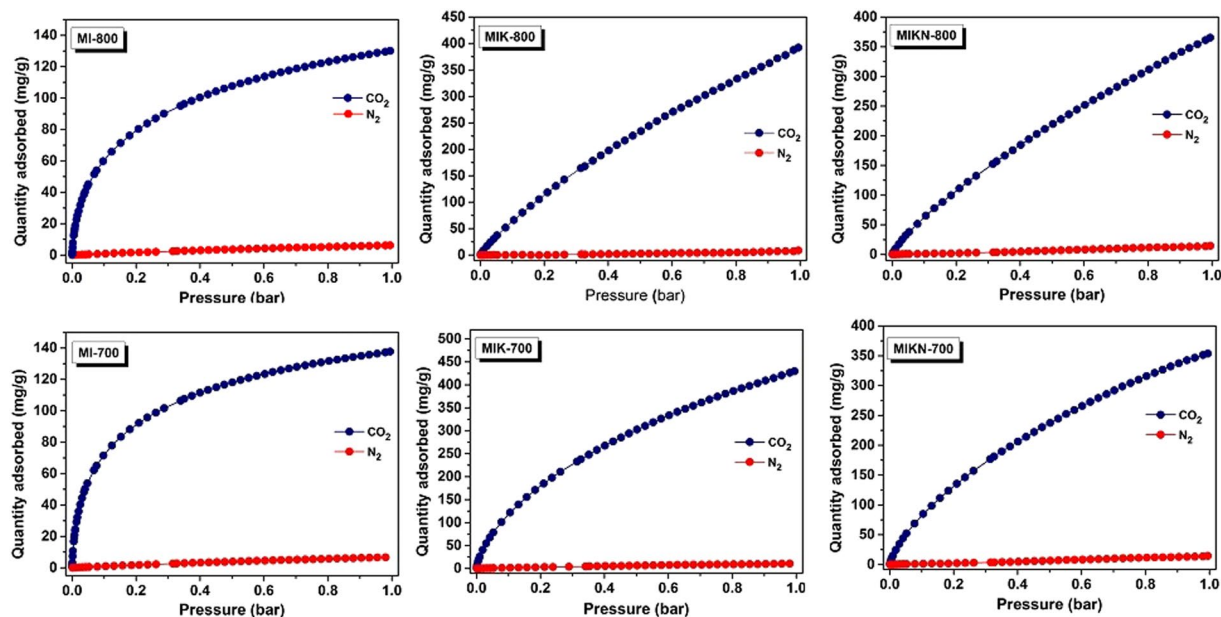 MI-800
Quantity adsorbed (mg/g)
140
120
100
80
60
40
20
0
CO2
N2
0.0 0.2 0.4 0.6 0.8 1.0
Pressure (bar)
MIK-800
Quantity adsorbed (mg/g)
450
400
350
300
250
200
150
100
50
0
CO2
N2
0.0 0.2 0.4 0.6 0.8 1.0
Pressure (bar)
MIKN-800
Quantity adsorbed (mg/g)
400
350
300
250
200
150
100
50
0
CO2
N2
0.0 0.2 0.4 0.6 0.8 1.0
Pressure (bar)
MI-700
Quantity adsorbed (mg/g)
140
120
100
80
60
40
20
0
CO2
N2
0.0 0.2 0.4 0.6 0.8 1.0
Pressure (bar)
MIK-700
Quantity adsorbed (mg/g)
500
450
400
350
300
250
200
150
100
50
0
CO2
N2
0.0 0.2 0.4 0.6 0.8 1.0
Pressure (bar)
MIKN-700
Quantity adsorbed (mg/g)
400
350
300
250
200
150
100
50
0
CO2
N2
0.0 0.2 0.4 0.6 0.8 1.0
Pressure (bar)